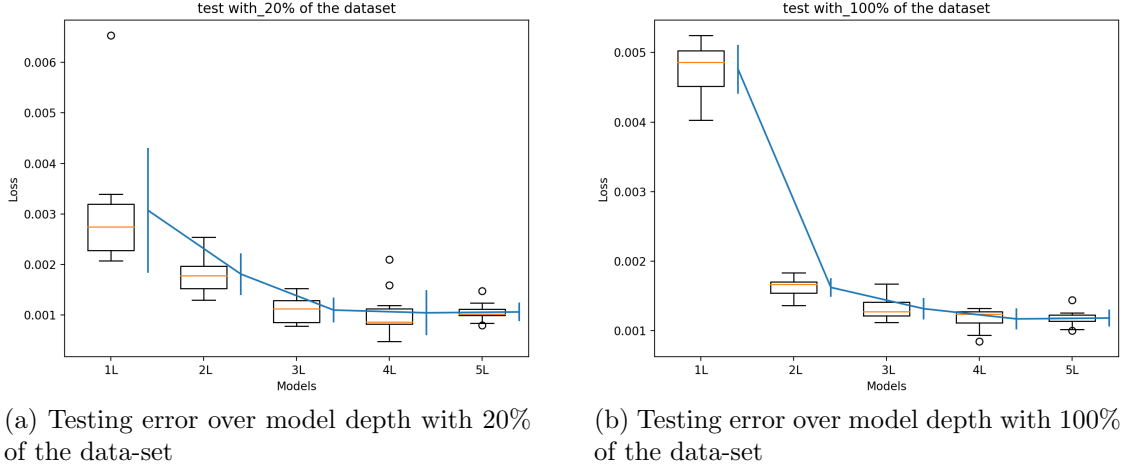 test with_20% of the dataset
0.006
0.005
0.004
0.003
0.002
0.001
Loss
1L 2L 3L 4L 5L
Models
(a) Testing error over model depth with 20%
of the data-set
test with_100% of the dataset
0.005
0.004
0.003
0.002
0.001
Loss
1L 2L 3L 4L 5L
Models
(b) Testing error over model depth with 100%
of the data-set